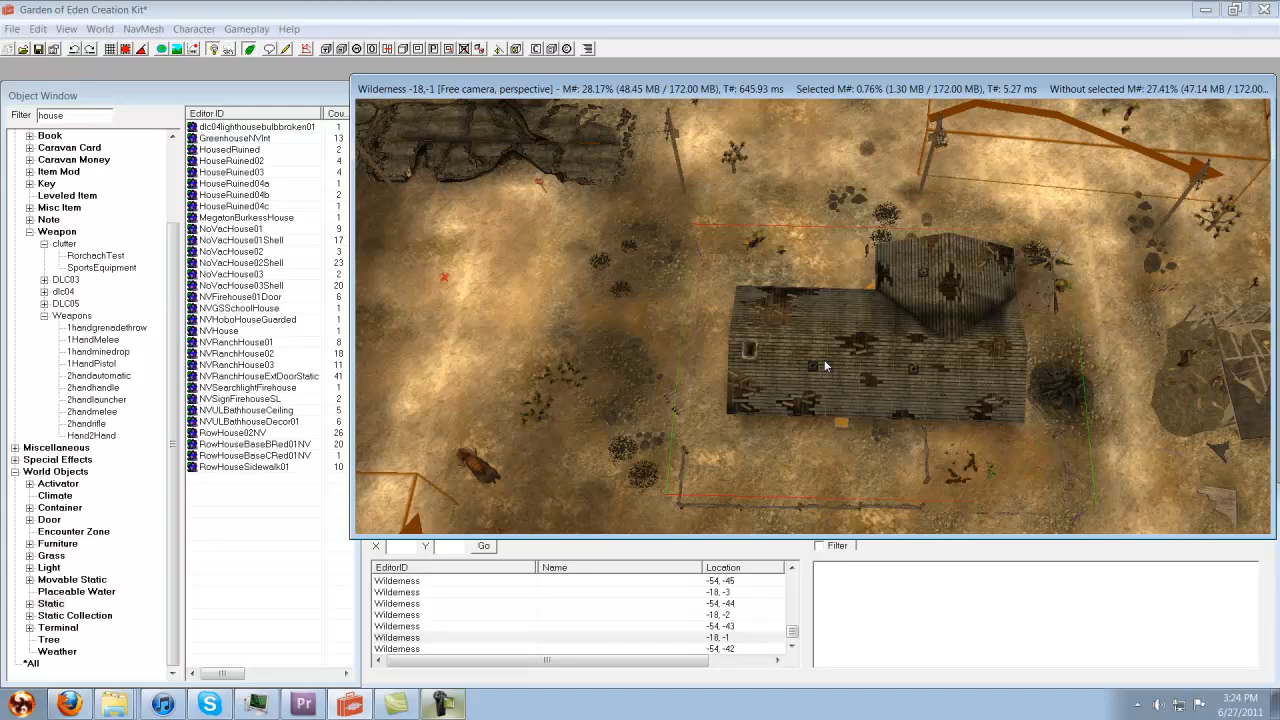 Garden of Eden Creation Kit*
File Edit View World NavMesh Character Gameplay Help
Object Window
Filter house
Book
Caravan Card
Caravan Money
Item Mod
Key
Leveled Item
Misc Item
Note
Weapon
clutter
RorchachTest
SportsEquipment
DLC03
dlc04
DLC05
Weapons
1handgrenadethrow
1HandMelee
1handminedrop
1HandPistol
2handautomatic
2handhandle
2handlauncher
2handmelee
2handrifle
Hand2Hand
Miscellaneous
Special Effects
World Objects
Activator
Climate
Container
Door
Encounter Zone
Furniture
Grass
Light
Movable Static
Placeable Water
Static
Static Collection
Terminal
Tree
Weather
*All
Editor ID Cou...
dlc04lighthousebulbbroken01 1
GreenhouseNVInt 13
HousedRuined 2
HouseRuined02 4
HouseRuined03 4
HouseRuined04a 1
HouseRuined04b 1
HouseRuined04c 1
MegatonBurkessHouse 1
NoVacHouse01 9
NoVacHouse01Shell 17
NoVacHouse02 3
NoVacHouse02Shell 23
NoVacHouse03 2
NoVacHouse03Shell 20
NVFirehouse01Door 6
NVGSSchoolHouse 1
NVHoboHouseGuarded 1
NVHouse 1
NVRanchHouse01 8
NVRanchHouse02 18
NVRanchHouse03 11
NVRanchHouseExtDoorStatic 41
NVSearchlightFirehouse 1
NVSignFirehouseSL 2
NVULBathhouseCeiling 5
NVULBathhouseDecor01 6
RowHouse02NV 26
RowHouseBaseBRed01NV 20
RowHouseBaseCRed01NV 1
RowHouseSidewalk01 10
Wilderness -18,-1 [Free camera, perspective] - M#: 28.17% (48.45 MB / 172.00 MB), T#: 645.93 ms Selected M#: 0.76% (1.30 MB / 172.00 MB), T#: 5.27 ms Without selected M#: 27.41% (47.14 MB / 172.00...
X Y Go Filter
EditorID Name Location
Wilderness -54, -45
Wilderness -18, -3
Wilderness -54, -44
Wilderness -18, -2
Wilderness -54, -43
Wilderness -18, -1
Wilderness -54, -42
Pr
3:24 PM
6/27/2011